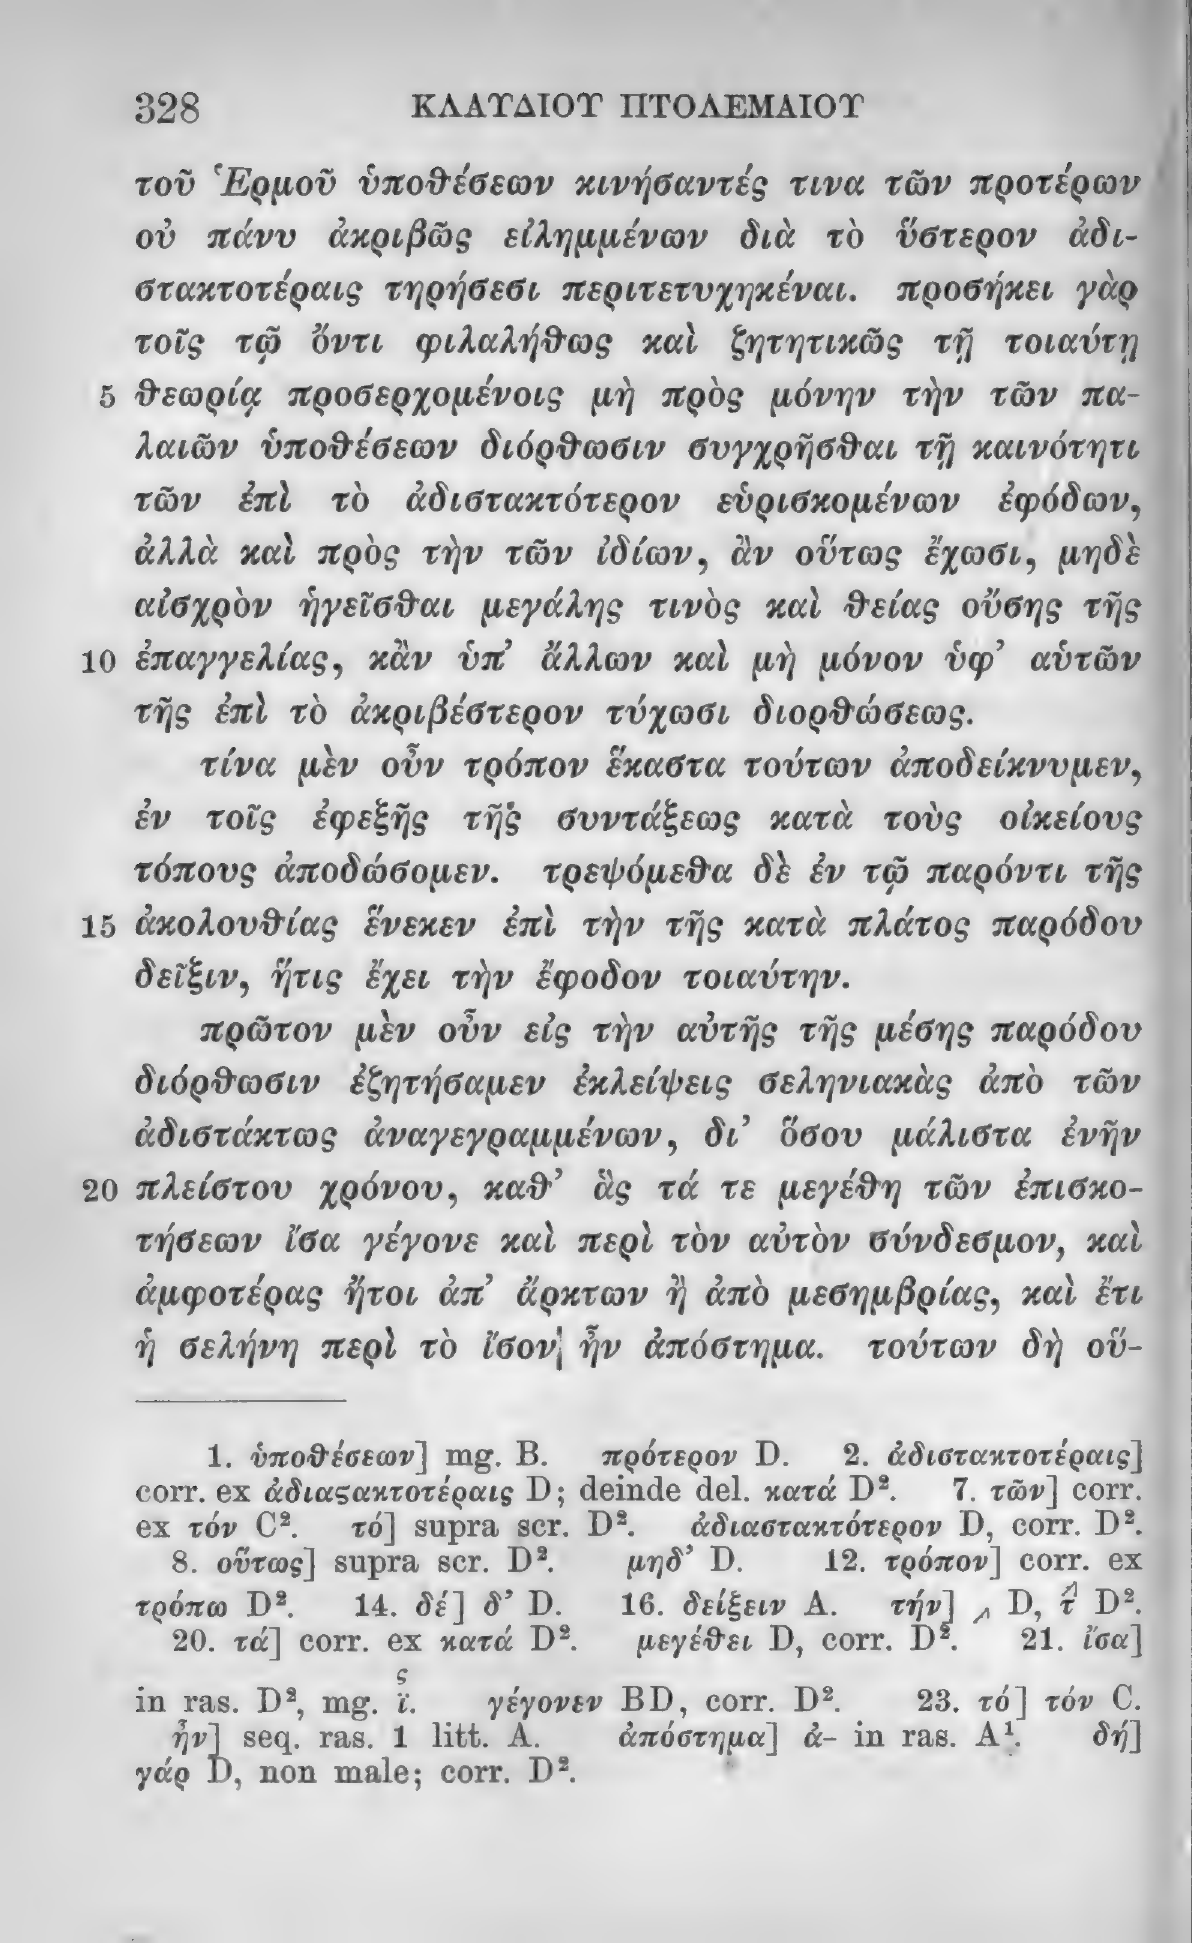 328 ΚΛΑΥΔΙΟΥ ΠΤΟΛΕΜΑΙΟΥ
τοῦ Ἑρμοῦ ὑποθέσεων κινήσαντές τινα τῶν προτέρων
οὐ πάνυ ἀκριβῶς εἰλημμένων διὰ τὸ ὕστερον ἀδι-
στακτοτέραις τηρήσεσι περιτετυχηκέναι. προσήκει γὰρ
τοῖς τῷ ὄντι φιλαλήθως καὶ ζητητικῶς τῇ τοιαύτῃ
5 θεωρίᾳ προσερχομένοις μὴ πρὸς μόνην τὴν τῶν πα-
λαιῶν ὑποθέσεων διόρθωσιν συγχρῆσθαι τῇ καινότητι
τῶν ἐπὶ τὸ ἀδιστακτότερον εὑρισκομένων ἐφόδων,
ἀλλὰ καὶ πρὸς τὴν τῶν ἰδίων, ἂν οὕτως ἔχωσι, μηδὲ
αἰσχρὸν ἡγεῖσθαι μεγάλης τινὸς καὶ θείας οὔσης τῆς
10 ἐπαγγελίας, κἂν ὑπ’ ἄλλων καὶ μὴ μόνον ὑφ’ αὑτῶν
τῆς ἐπὶ τὸ ἀκριβέστερον τύχωσι διορθώσεως.
τίνα μὲν οὖν τρόπον ἕκαστα τούτων ἀποδείκνυμεν,
ἐν τοῖς ἐφεξῆς τῆς συντάξεως κατὰ τοὺς οἰκείους
τόπους ἀποδώσομεν. τρεψόμεθα δὲ ἐν τῷ παρόντι τῆς
15 ἀκολουθίας ἕνεκεν ἐπὶ τὴν τῆς κατὰ πλάτος παρόδου
δεῖξιν, ἥτις ἔχει τὴν ἔφοδον τοιαύτην.
πρῶτον μὲν οὖν εἰς τὴν αὐτῆς τῆς μέσης παρόδου
διόρθωσιν ἐζητήσαμεν ἐκλείψεις σεληνιακὰς ἀπὸ τῶν
ἀδιστάκτως ἀναγεγραμμένων, δι’ ὅσου μάλιστα ἐνῆν
20 πλείστου χρόνου, καθ’ ἃς τά τε μεγέθη τῶν ἐπισκο-
τήσεων ἴσα γέγονε καὶ περὶ τὸν αὐτὸν σύνδεσμον, καὶ
ἀμφοτέρας ἤτοι ἀπ’ ἄρκτων ἢ ἀπὸ μεσημβρίας, καὶ ἔτι
ἡ σελήνη περὶ τὸ ἴσον ἦν ἀπόστημα. τούτων δὴ οὕ-
1. ὑποθέσεων] mg. B. πρότερον D. 2. ἀδιστακτοτέραις]
corr. ex ἀδιαςακτοτέραις D; deinde del. κατά D². 7. τῶν] corr.
ex τόν C². τό] supra scr. D². ἀδιαστακτότερον D, corr. D².
8. οὕτως] supra scr. D². μηδ’ D. 12. τρόπον] corr. ex
τρόπω D². 14. δέ] δ’ D. 16. δείξειν A. τήν] D, τ̂ D².
20. τά] corr. ex κατά D². μεγέθει D, corr. D². 21. ἴσα]
in ras. D², mg. ϊ^ς. γέγονεν BD, corr. D². 23. τό] τόν C.
ἦν] seq. ras. 1 litt. A. ἀπόστημα] ἀ- in ras. A¹. δή]
γάρ D, non male; corr. D².